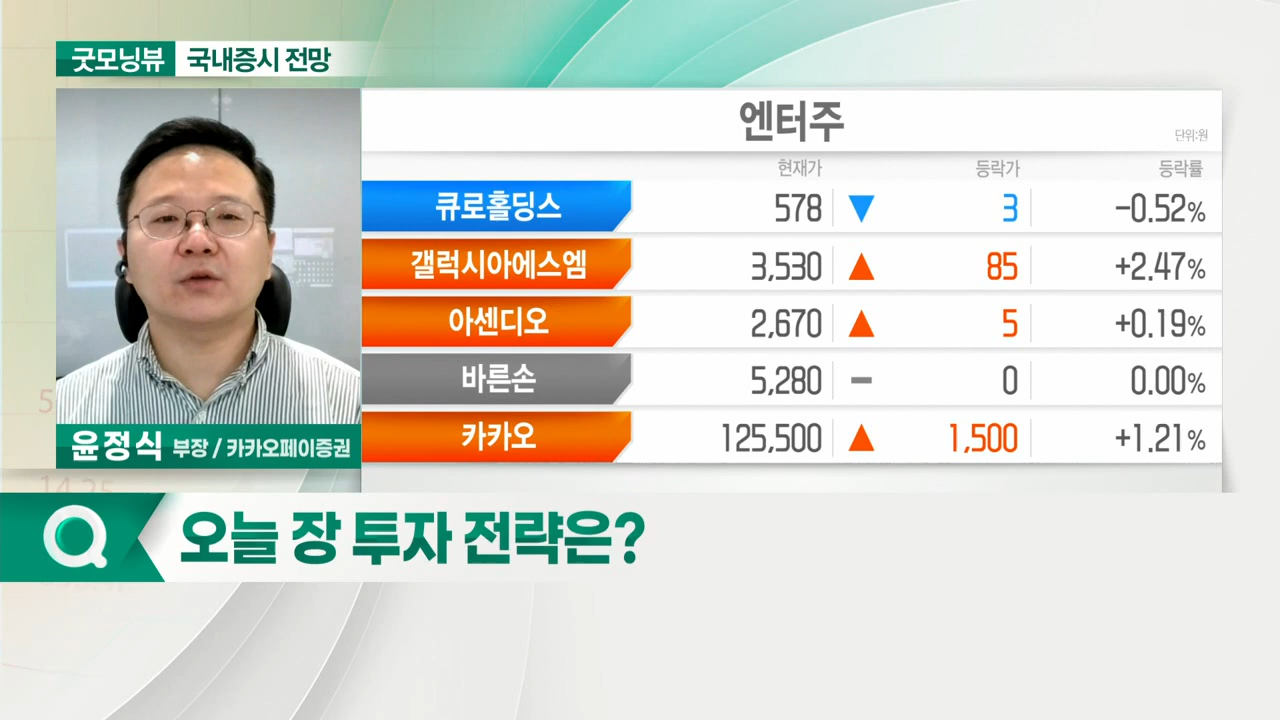 굿모닝뷰 국내증시 전망
엔터주
단위:원
현재가 등락가 등락률
큐로홀딩스 578 ▼ 3 -0.52%
갤럭시아에스엠 3,530 ▲ 85 +2.47%
아센디오 2,670 ▲ 5 +0.19%
바른손 5,280 - 0 0.00%
카카오 125,500 ▲ 1,500 +1.21%
윤정식 부장 / 카카오페이증권
Q 오늘 장 투자 전략은?